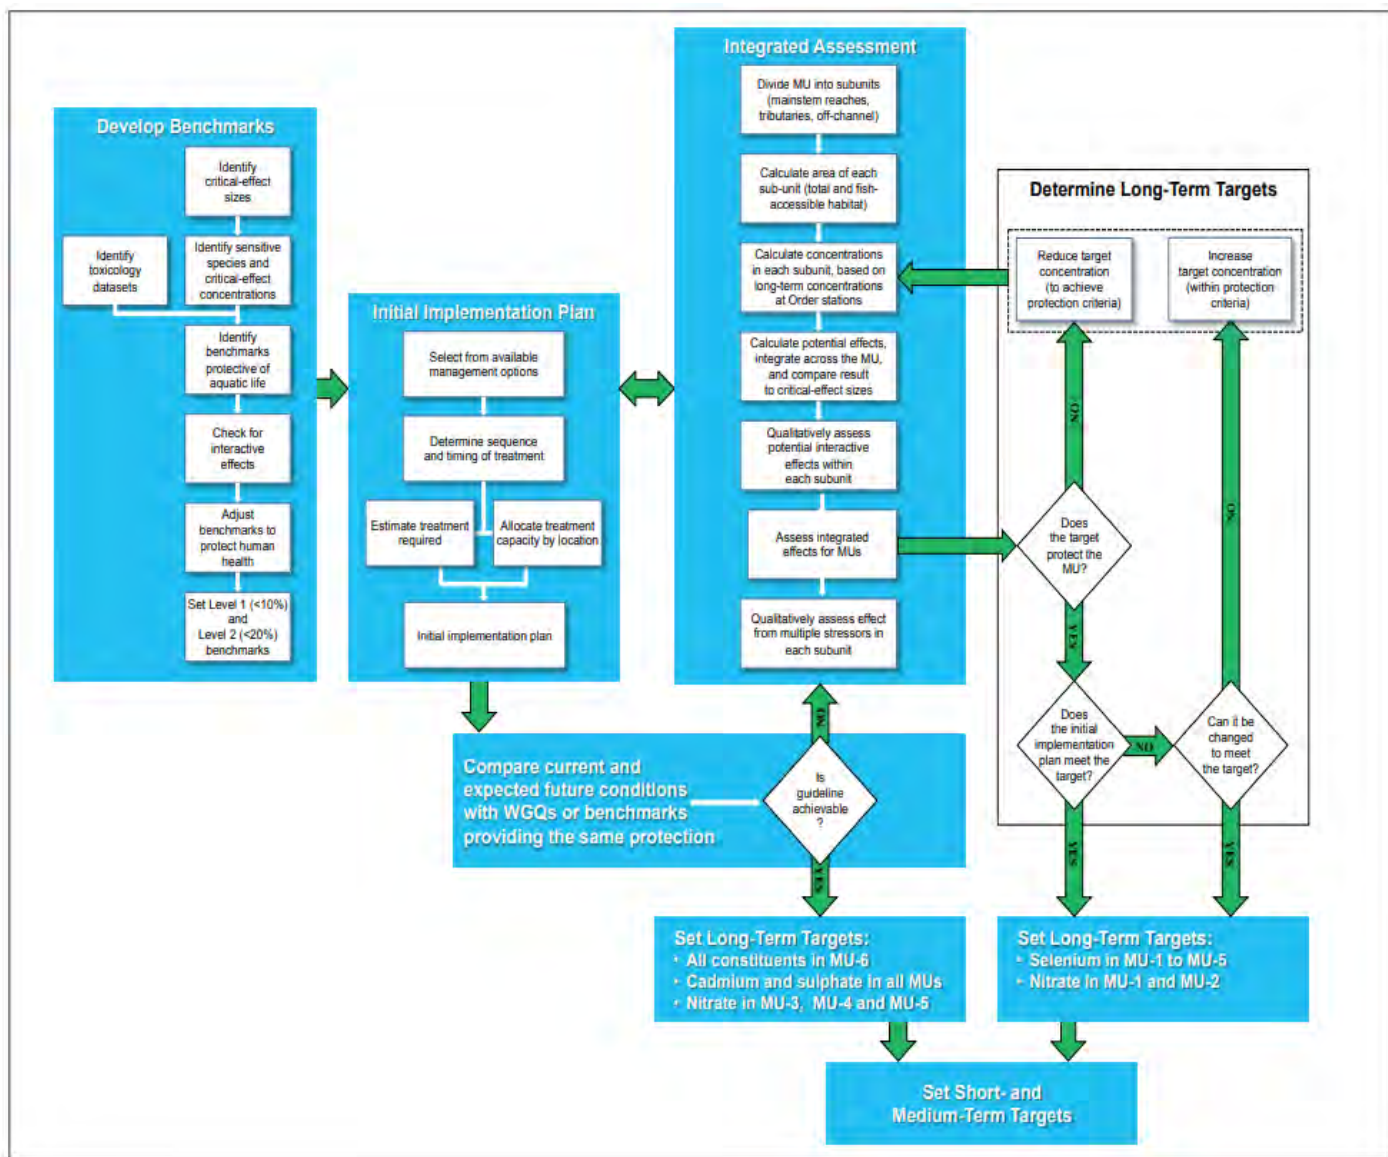 Develop Benchmarks
Identify
critical-effect
sizes
Identify
toxicology
datasets
Identify sensitive
species and
critical-effect
concentrations
Identify
benchmarks
protective of
aquatic life
Check for
interactive
effects
Adjust
benchmarks to
protect human
health
Set Level 1 (<10%)
and
Level 2 (<20%)
benchmarks
Initial Implementation Plan
Select from available
management options
Determine sequence
and timing of treatment
Estimate treatment
required
Allocate treatment
capacity by location
Initial implementation plan
Integrated Assessment
Divide MU into subunits
(mainstem reaches,
tributaries, off-channel)
Calculate area of each
sub-unit (total and fish-
accessible habitat)
Calculate concentrations
in each subunit, based on
long-term concentrations
at Order stations
Calculate potential effects,
integrate across the MU,
and compare result
to critical-effect sizes
Qualitatively assess
potential interactive
effects within
each subunit
Assess integrated
effects for MUs
Qualitatively assess effect
from multiple stressors in
each subunit
Determine Long-Term Targets
Reduce target
concentration
(to achieve
protection criteria)
Increase
target concentration
(within protection
criteria)
NO
NO
Does
the target
protect the
MU?
YES
Does
the initial
implementation
plan meet the
target?
NO
Can it be
changed
to meet
the target?
YES
YES
Compare current and
expected future conditions
with WGQs or benchmarks
providing the same protection
NO
Is
guideline
achievable
?
YES
Set Long-Term Targets:
• All constituents in MU-6
• Cadmium and sulphate in all MUs
• Nitrate in MU-3, MU-4 and MU-5
Set Long-Term Targets:
• Selenium in MU-1 to MU-5
• Nitrate in MU-1 and MU-2
Set Short- and
Medium-Term Targets